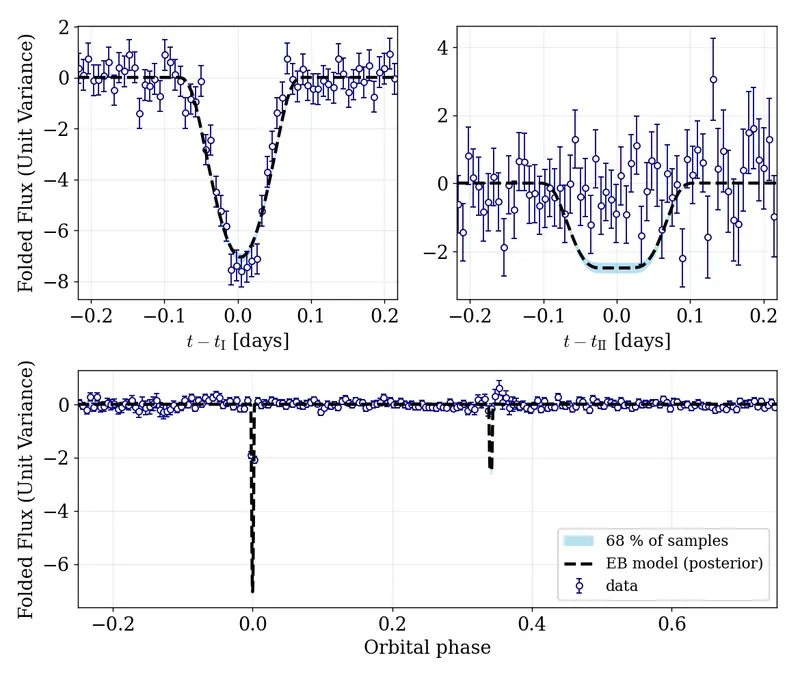 Folded Flux (Unit Variance)
2
0
−2
−4
−6
−8
−0.2 −0.1 0.0 0.1 0.2
t − tI [days]
4
2
0
−2
−0.2 −0.1 0.0 0.1 0.2
t − tII [days]
Folded Flux (Unit Variance)
0
−2
−4
−6
−0.2 0.0 0.2 0.4 0.6
Orbital phase
68 % of samples
EB model (posterior)
data